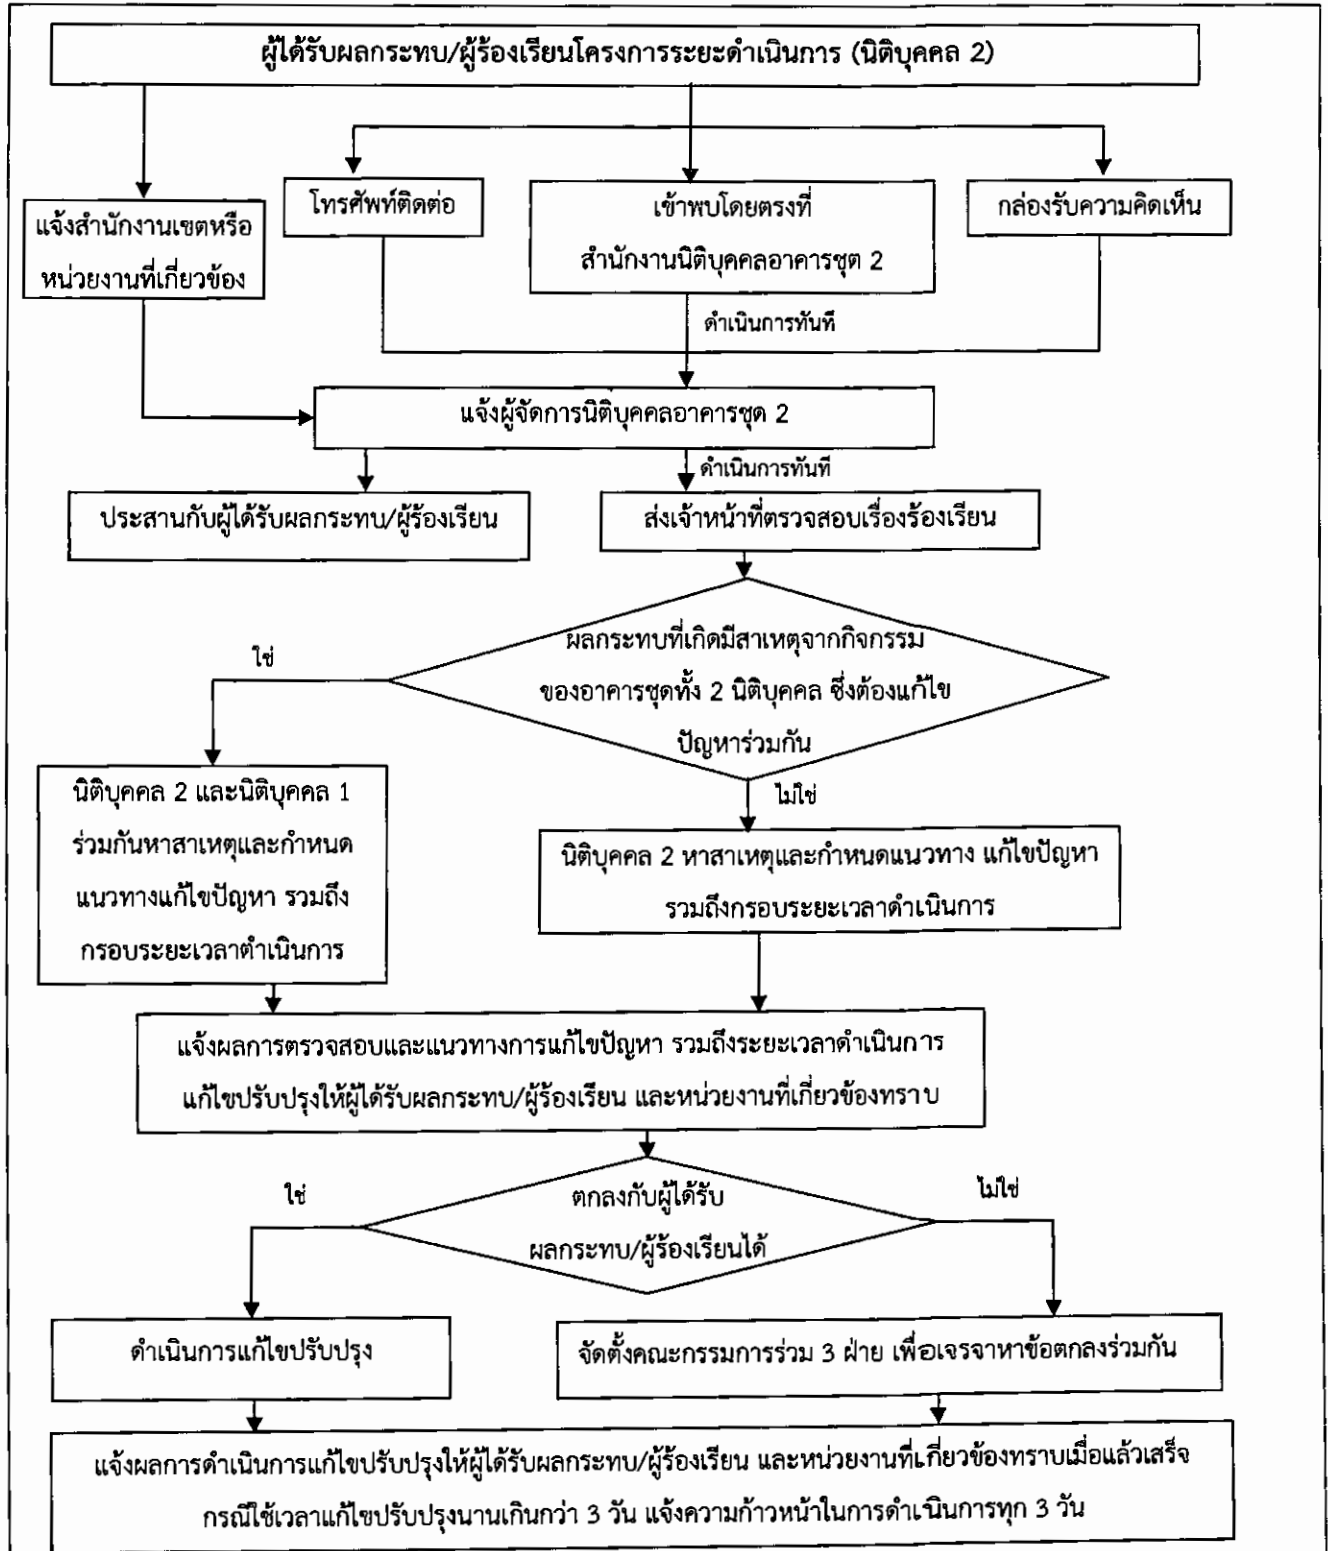 ผู้ได้รับผลกระทบ/ผู้ร้องเรียนโครงการระยะดำเนินการ (นิติบุคคล 2)
แจ้งสำนักงานเขตหรือ
หน่วยงานที่เกี่ยวข้อง
โทรศัพท์ติดต่อ
เข้าพบโดยตรงที่
สำนักงานนิติบุคคลอาคารชุด 2
กล่องรับความคิดเห็น
ดำเนินการทันที
แจ้งผู้จัดการนิติบุคคลอาคารชุด 2
ดำเนินการทันที
ประสานกับผู้ได้รับผลกระทบ/ผู้ร้องเรียน
ส่งเจ้าหน้าที่ตรวจสอบเรื่องร้องเรียน
ผลกระทบที่เกิดมีสาเหตุจากกิจกรรม
ของอาคารชุดทั้ง 2 นิติบุคคล ซึ่งต้องแก้ไข
ปัญหาร่วมกัน
ใช่
ไม่ใช่
นิติบุคคล 2 และนิติบุคคล 1
ร่วมกันหาสาเหตุและกำหนด
แนวทางแก้ไขปัญหา รวมถึง
กรอบระยะเวลาดำเนินการ
นิติบุคคล 2 หาสาเหตุและกำหนดแนวทาง แก้ไขปัญหา
รวมถึงกรอบระยะเวลาดำเนินการ
แจ้งผลการตรวจสอบและแนวทางการแก้ไขปัญหา รวมถึงระยะเวลาดำเนินการ
แก้ไขปรับปรุงให้ผู้ได้รับผลกระทบ/ผู้ร้องเรียน และหน่วยงานที่เกี่ยวข้องทราบ
ใช่
ตกลงกับผู้ได้รับ
ผลกระทบ/ผู้ร้องเรียนได้
ไม่ใช่
ดำเนินการแก้ไขปรับปรุง
จัดตั้งคณะกรรมการร่วม 3 ฝ่าย เพื่อเจรจาหาข้อตกลงร่วมกัน
แจ้งผลการดำเนินการแก้ไขปรับปรุงให้ผู้ได้รับผลกระทบ/ผู้ร้องเรียน และหน่วยงานที่เกี่ยวข้องทราบเมื่อแล้วเสร็จ
กรณีใช้เวลาแก้ไขปรับปรุงนานเกินกว่า 3 วัน แจ้งความก้าวหน้าในการดำเนินการทุก 3 วัน